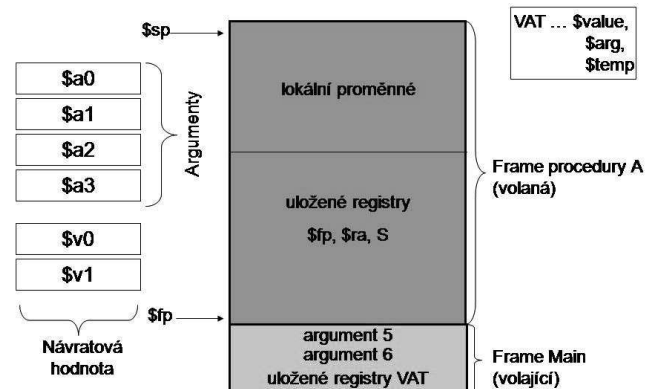 $sp
VAT ... $value,
$arg,
$temp
$a0
$a1
$a2
$a3
Argumenty
lokální proměnné
uložené registry
$fp, $ra, S
Frame procedury A
(volaná)
$v0
$v1
Návratová
hodnota
$fp
argument 5
argument 6
uložené registry VAT
Frame Main
(volající)